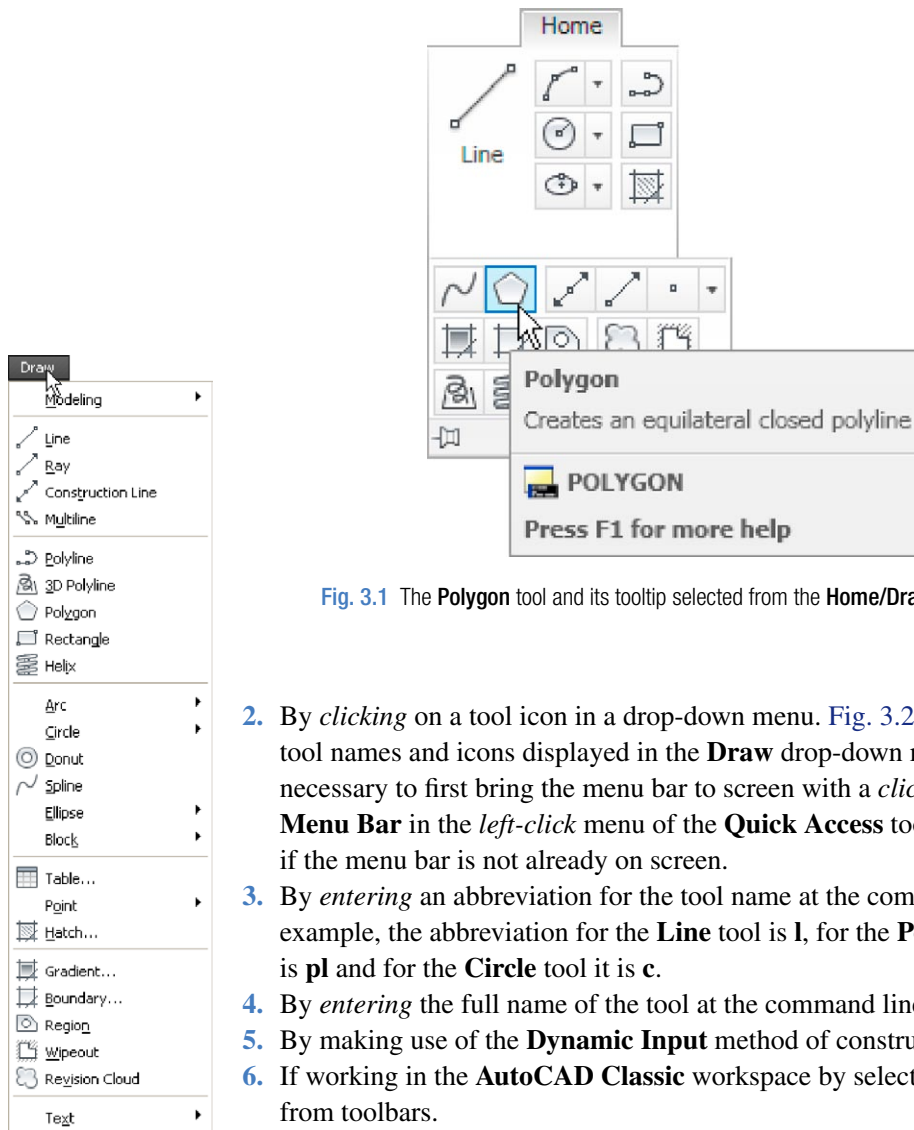 Home
Line
Polygon
Creates an equilateral closed polyline
POLYGON
Press F1 for more help
Fig. 3.1 The Polygon tool and its tooltip selected from the
Draw
Modeling
Line
Ray
Construction Line
Multiline
Polyline
3D Polyline
Polygon
Rectangle
Helix
Arc
Circle
Donut
Spline
Ellipse
Block
Table...
Point
Hatch...
Gradient...
Boundary...
Region
Wipeout
Revision Cloud
Text
2. By clicking on a tool icon in a drop-down menu. Fig. 3.2
tool names and icons displayed in the Draw drop-down
necessary to first bring the menu bar to screen with a
Menu Bar in the left-click menu of the Quick Access
if the menu bar is not already on screen.
3. By entering an abbreviation for the tool name at the
example, the abbreviation for the Line tool is l, for the
is pl and for the Circle tool it is c.
4. By entering the full name of the tool at the command
5. By making use of the Dynamic Input method of
6. If working in the AutoCAD Classic workspace by
from toolbars.